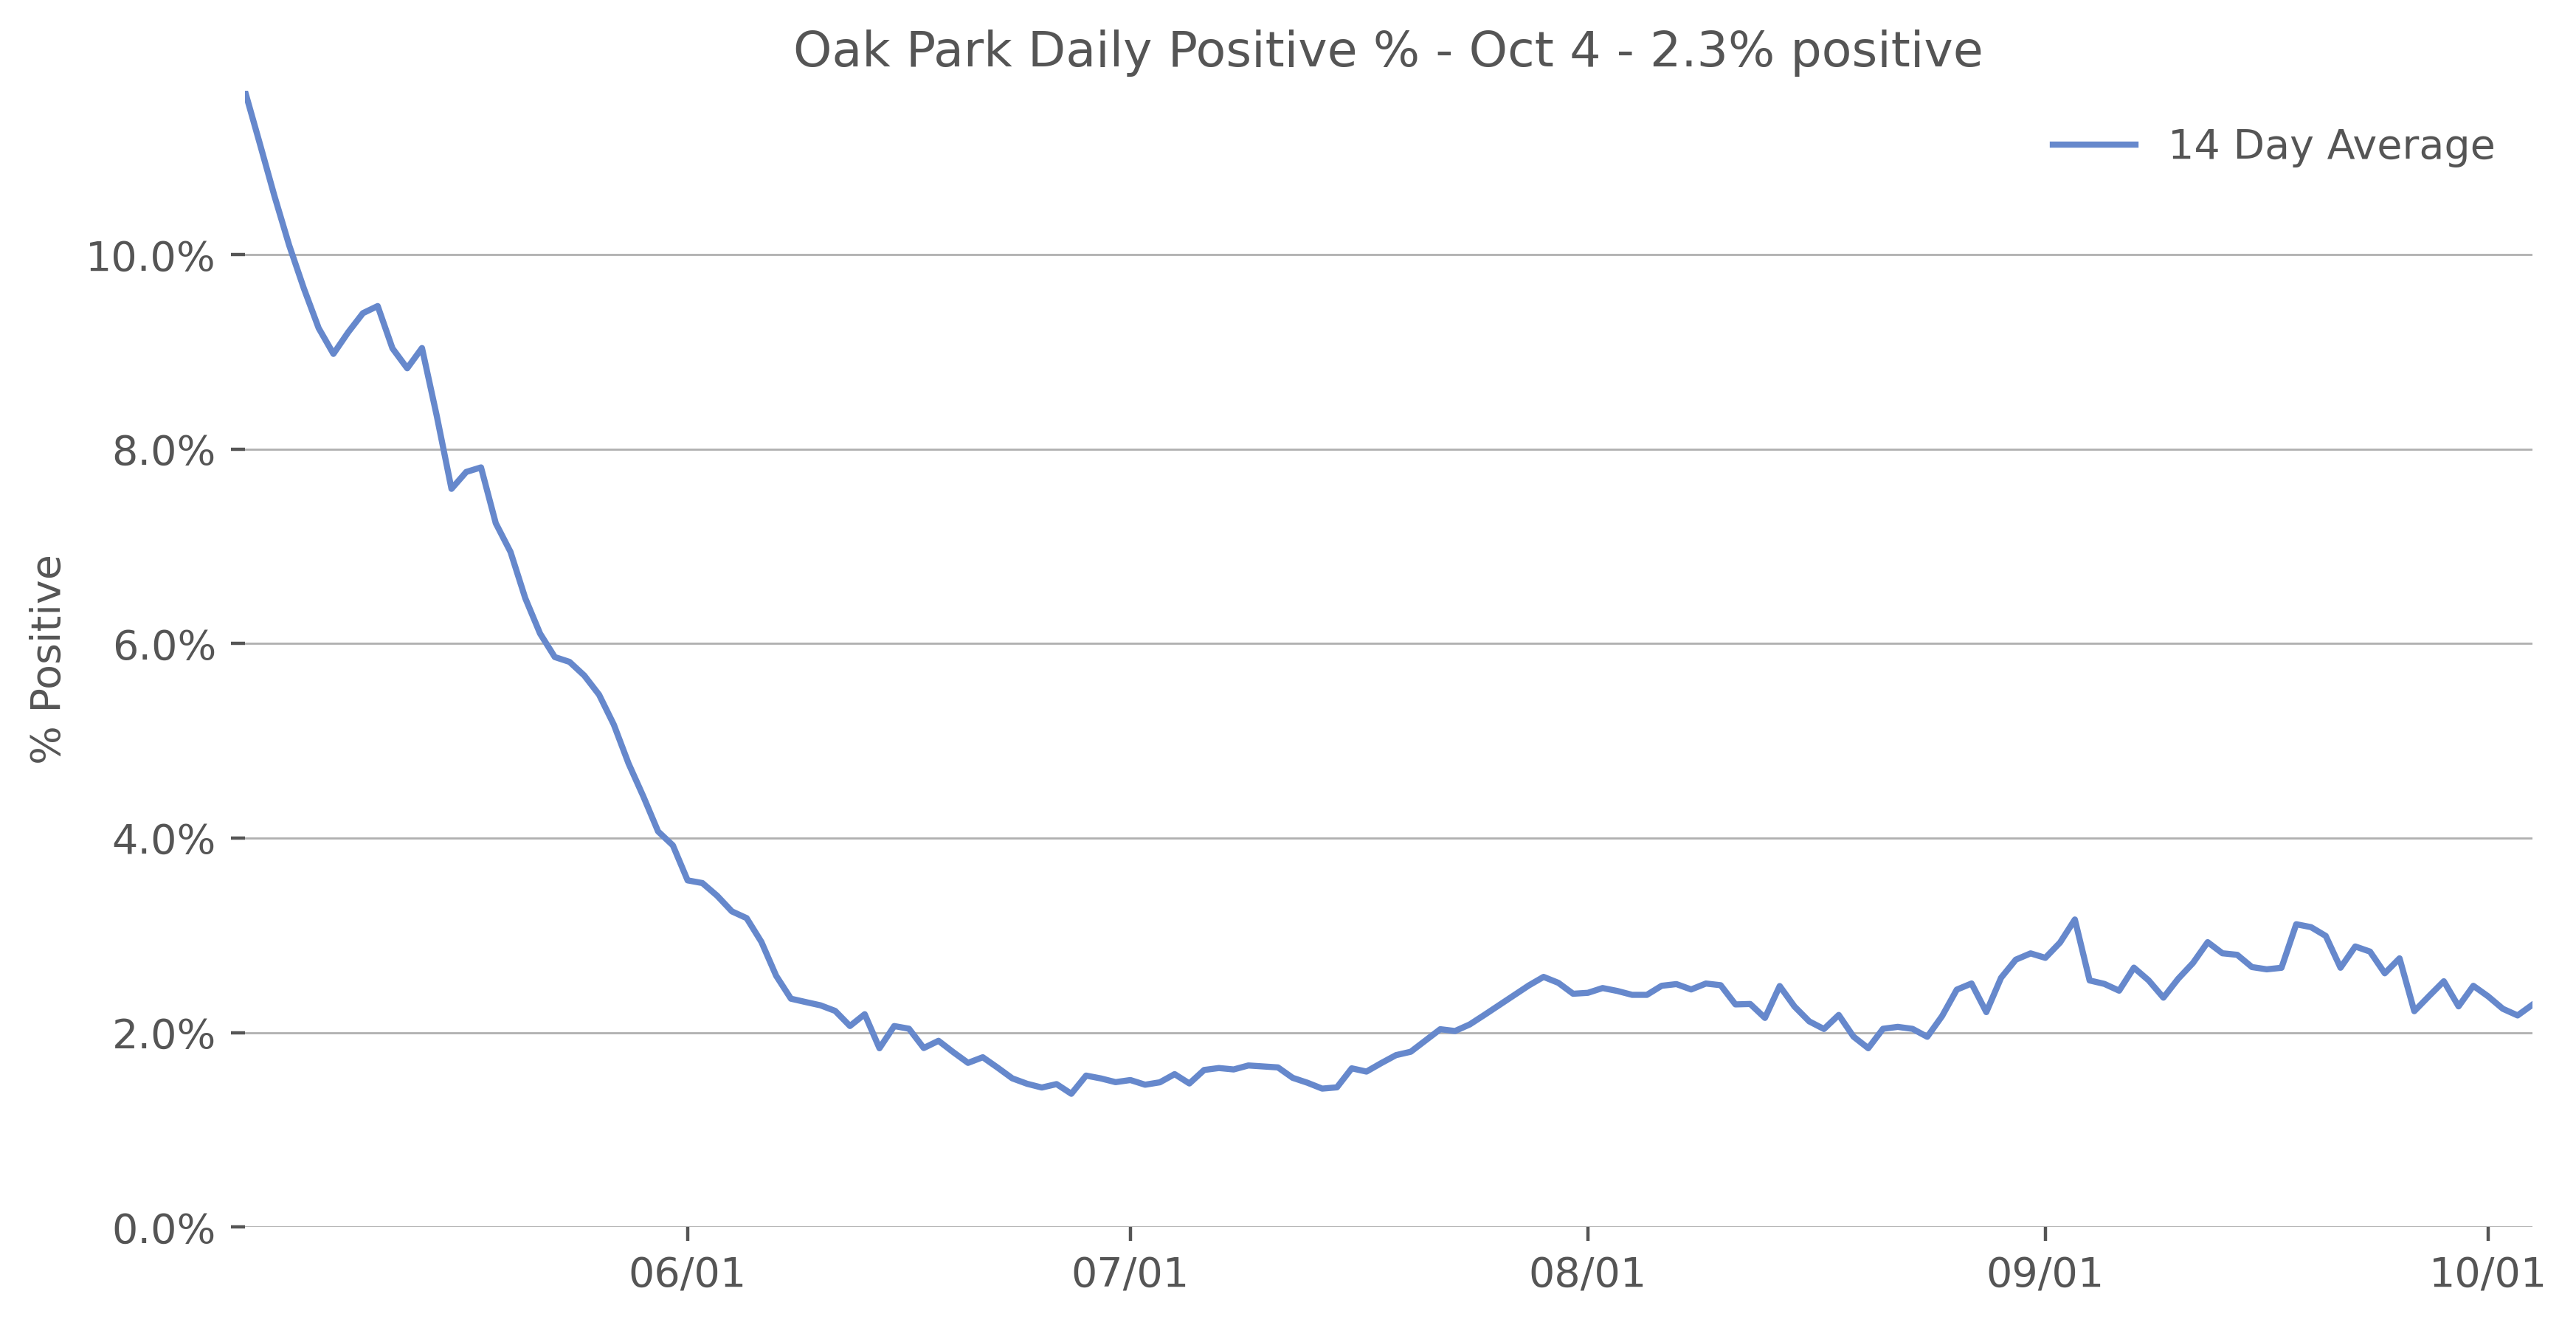 Oak Park Daily Positive % - Oct 4 - 2.3% positive
14 Day Average
10.0%
8.0%
6.0%
4.0%
2.0%
0.0%
% Positive
06/01 07/01 08/01 09/01 10/01